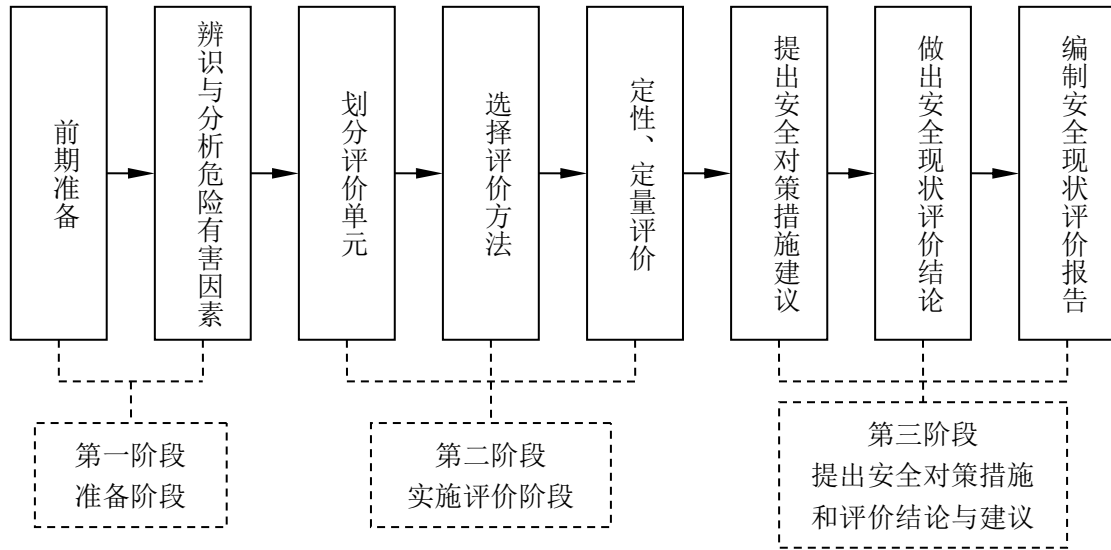 前期准备
辨识与分析危险有害因素
划分评价单元
选择评价方法
定性、定量评价
提出安全对策措施建议
做出安全现状评价结论
编制安全现状评价报告
第一阶段
准备阶段
第二阶段
实施评价阶段
第三阶段
提出安全对策措施
和评价结论与建议